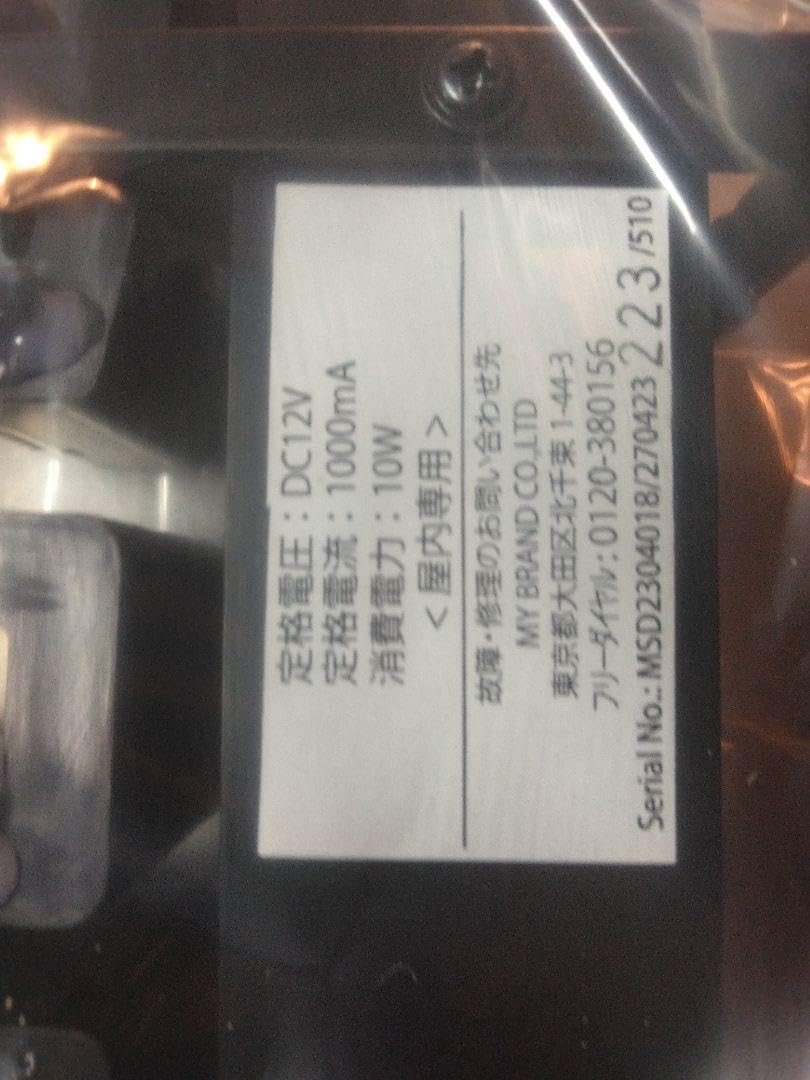 定格電圧：DC12V
定格電流：1000mA
消費電力：10W
＜屋内専用＞
故障・修理のお問い合わせ先
MY BRAND CO.,LTD
東京都大田区北千束 1-44-3
フリーダイヤル：0120-380156
Serial No.: MSD2304018/270423 223/510